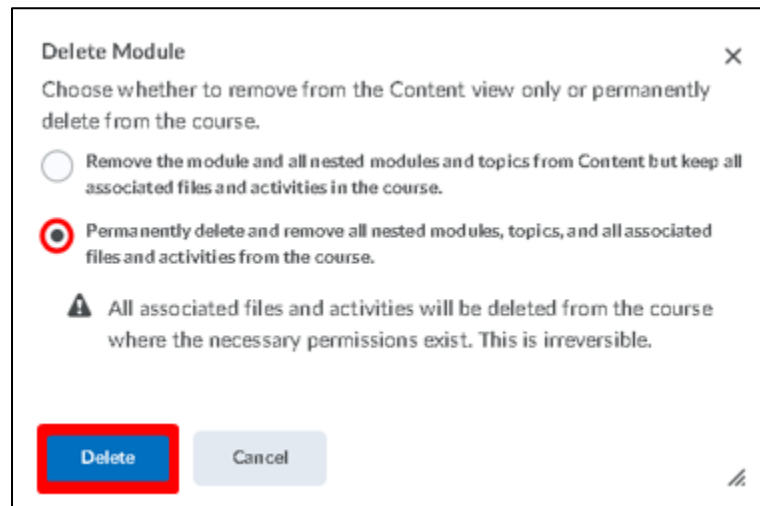 Delete Module
Choose whether to remove from the Content view only or permanently
delete from the course.
Remove the module and all nested modules and topics from Content but keep all
associated files and activities in the course.
Permanently delete and remove all nested modules, topics, and all associated
files and activities from the course.
All associated files and activities will be deleted from the course
where the necessary permissions exist. This is irreversible.
Delete
Cancel